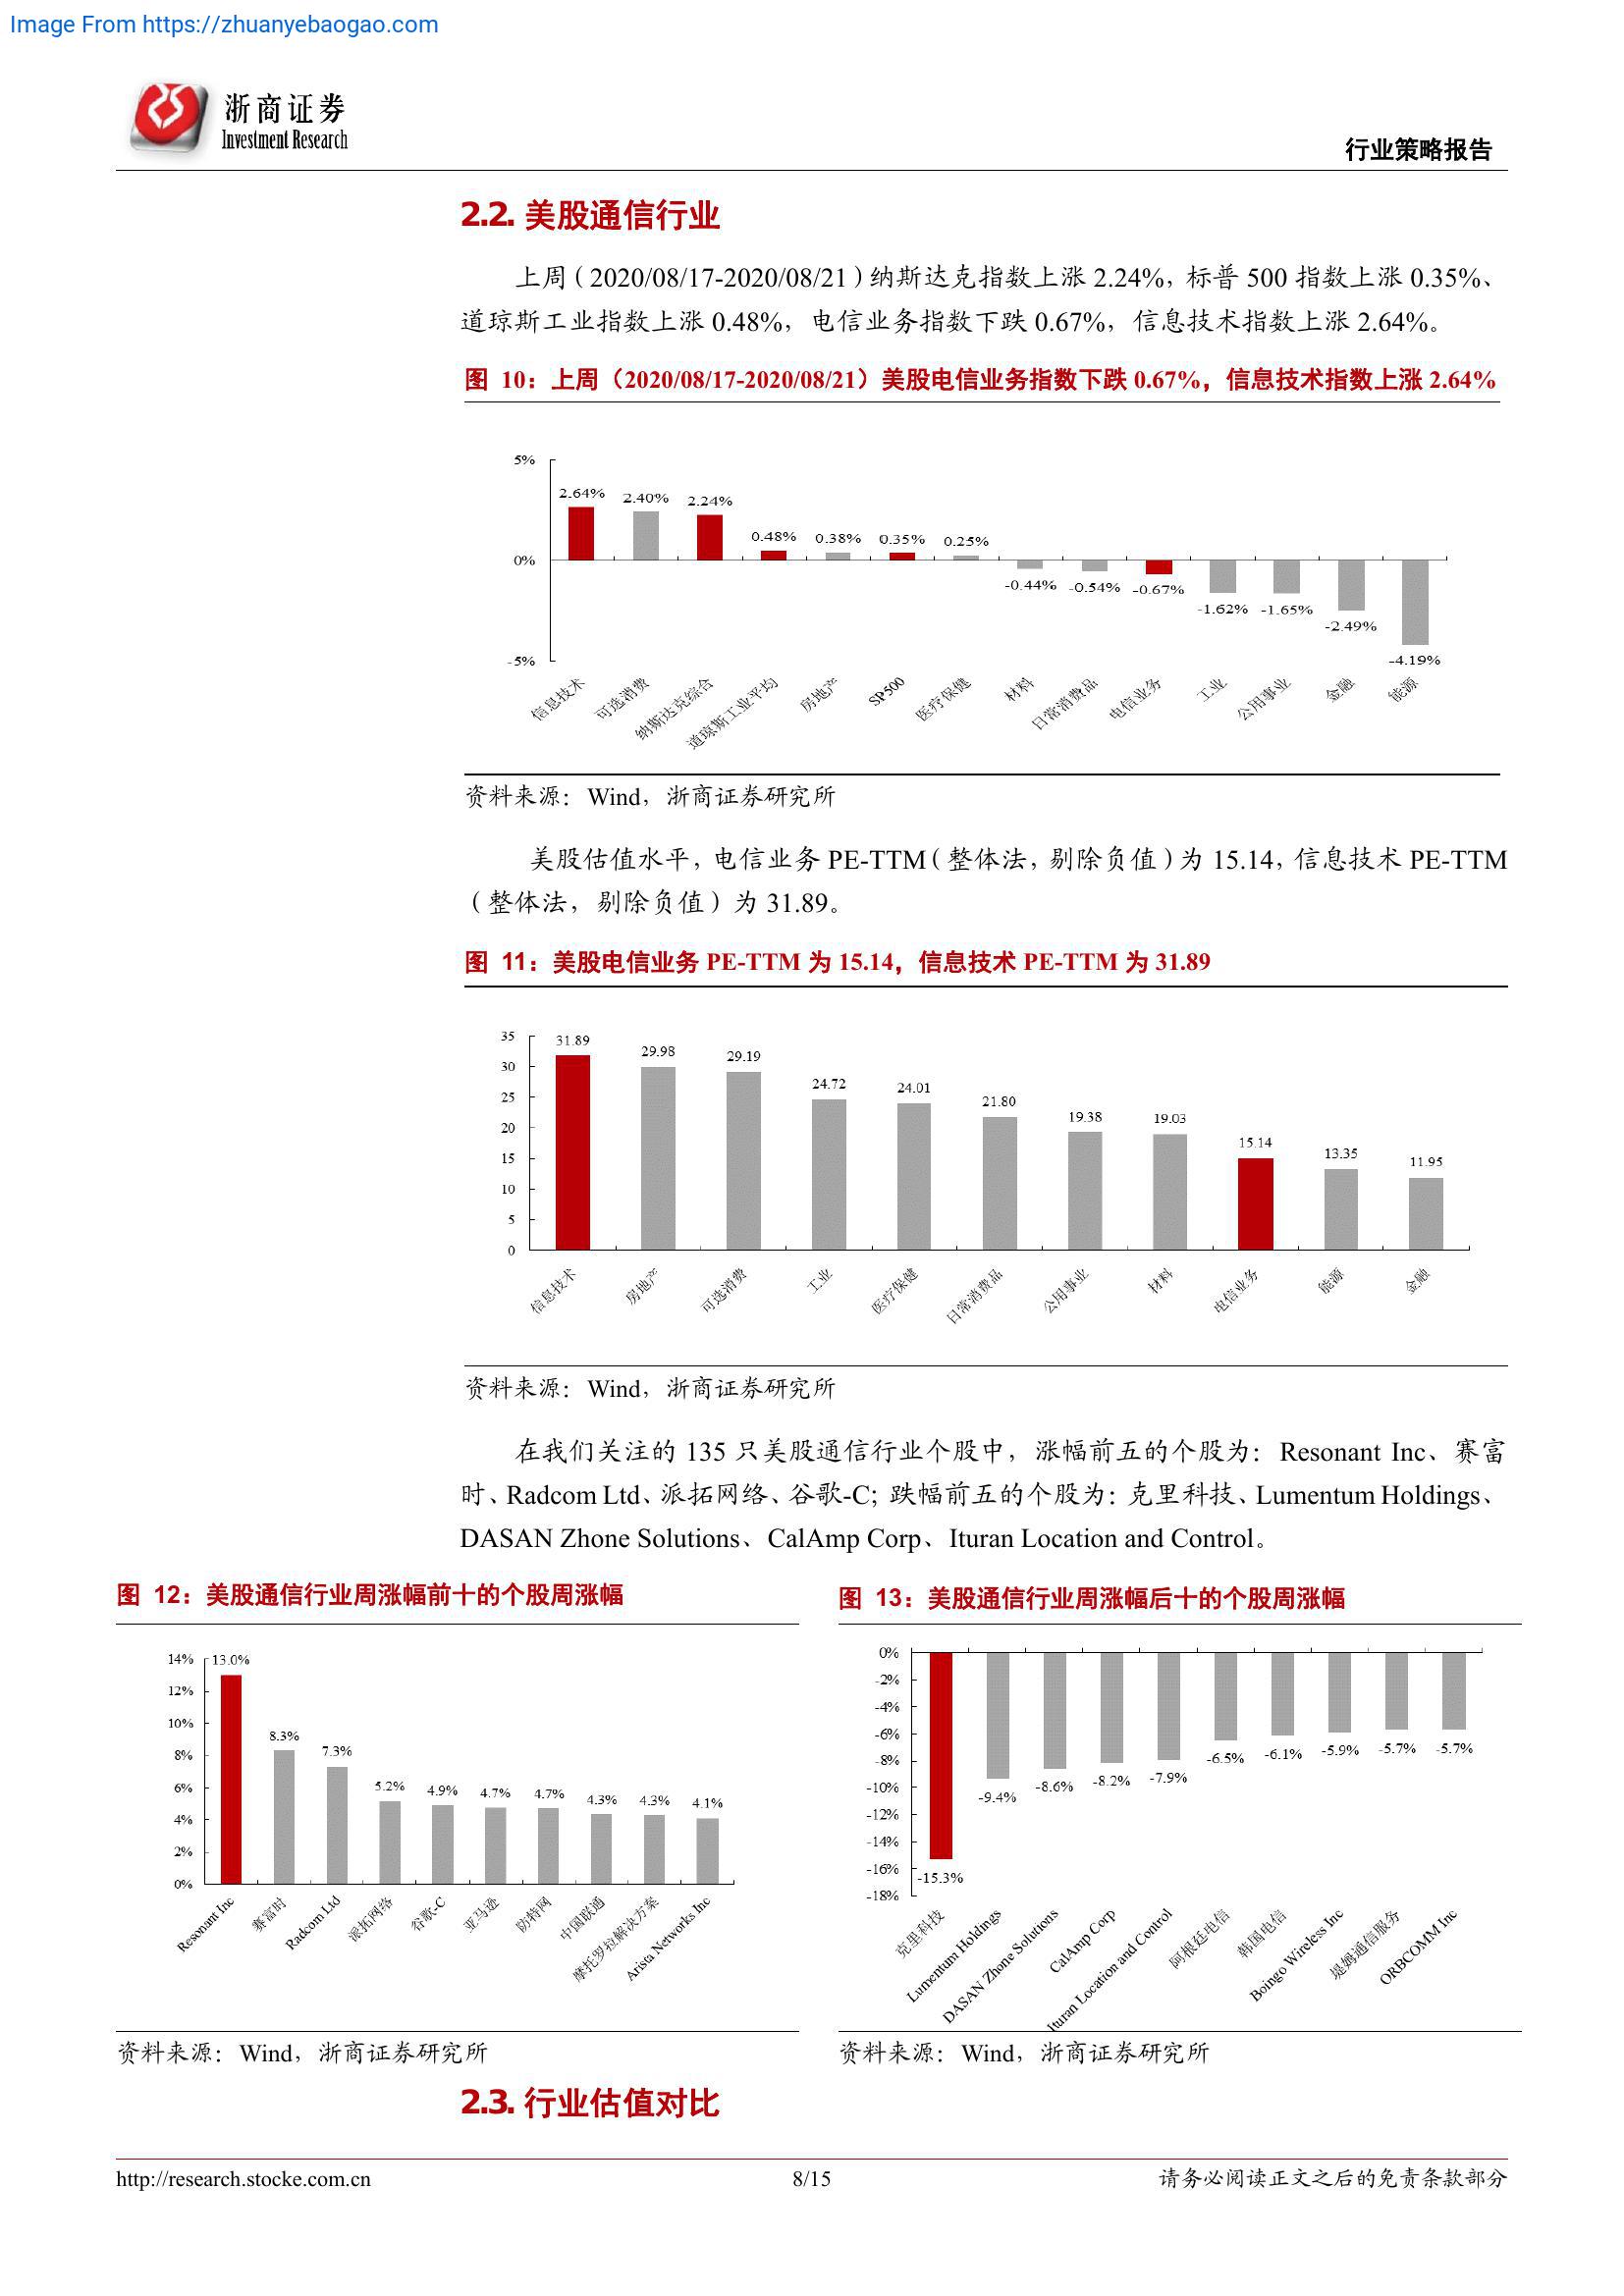 Image From https://zhuanyebaogao.com
浙商证券
Investment Research
行业策略报告
2.2. 美股通信行业
上周（2020/08/17-2020/08/21）纳斯达克指数上涨 2.24%，标普 500 指数上涨 0.35%、
道琼斯工业指数上涨 0.48%，电信业务指数下跌 0.67%，信息技术指数上涨 2.64%。
图 10：上周（2020/08/17-2020/08/21）美股电信业务指数下跌 0.67%，信息技术指数上涨 2.64%
5%
0%
-5%
2.64% 2.40% 2.24% 0.48% 0.38% 0.35% 0.25% -0.44% -0.54% -0.67% -1.62% -1.65% -2.49% -4.19%
信息技术 可选消费 纳斯达克综合 道琼斯工业平均 房地产 SP500 医疗保健 材料 日常消费品 电信业务 工业 公用事业 金融 能源
资料来源：Wind，浙商证券研究所
美股估值水平，电信业务 PE-TTM（整体法，剔除负值）为 15.14，信息技术 PE-TTM
（整体法，剔除负值）为 31.89。
图 11：美股电信业务 PE-TTM 为 15.14，信息技术 PE-TTM 为 31.89
35
30
25
20
15
10
5
0
31.89 29.98 29.19 24.72 24.01 21.80 19.38 19.03 15.14 13.35 11.95
信息技术 房地产 可选消费 工业 医疗保健 日常消费品 公用事业 材料 电信业务 能源 金融
资料来源：Wind，浙商证券研究所
在我们关注的 135 只美股通信行业个股中，涨幅前五的个股为：Resonant Inc、赛富
时、Radcom Ltd、派拓网络、谷歌-C；跌幅前五的个股为：克里科技、Lumentum Holdings、
DASAN Zhone Solutions、CalAmp Corp、Ituran Location and Control。
图 12：美股通信行业周涨幅前十的个股周涨幅
14%
12%
10%
8%
6%
4%
2%
0%
13.0% 8.3% 7.3% 5.2% 4.9% 4.7% 4.7% 4.3% 4.3% 4.1%
Resonant Inc 赛富时 Radcom Ltd 派拓网络 谷歌-C 亚马逊 防特网 中国联通 摩托罗拉解决方案 Arista Networks Inc
资料来源：Wind，浙商证券研究所
图 13：美股通信行业周涨幅后十的个股周涨幅
0%
-2%
-4%
-6%
-8%
-10%
-12%
-14%
-16%
-18%
-15.3% -9.4% -8.6% -8.2% -7.9% -6.5% -6.1% -5.9% -5.7% -5.7%
克里科技 Lumentum Holdings DASAN Zhone Solutions CalAmp Corp Ituran Location and Control 阿根廷电信 韩国电信 Boingo Wireless Inc 堤姆通信服务 ORBCOMM Inc
资料来源：Wind，浙商证券研究所
2.3. 行业估值对比
http://research.stocke.com.cn
8/15
请务必阅读正文之后的免责条款部分